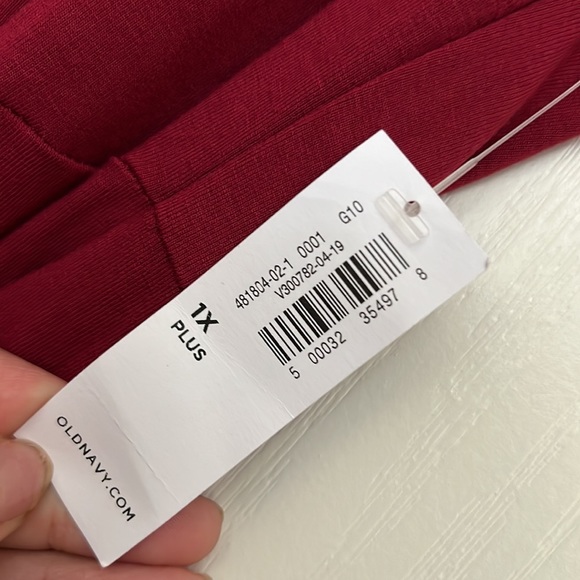 481804-02-1 0001 G10
V300782-04-19
5 00032 35497 8
1X
PLUS
OLDNAVY.COM